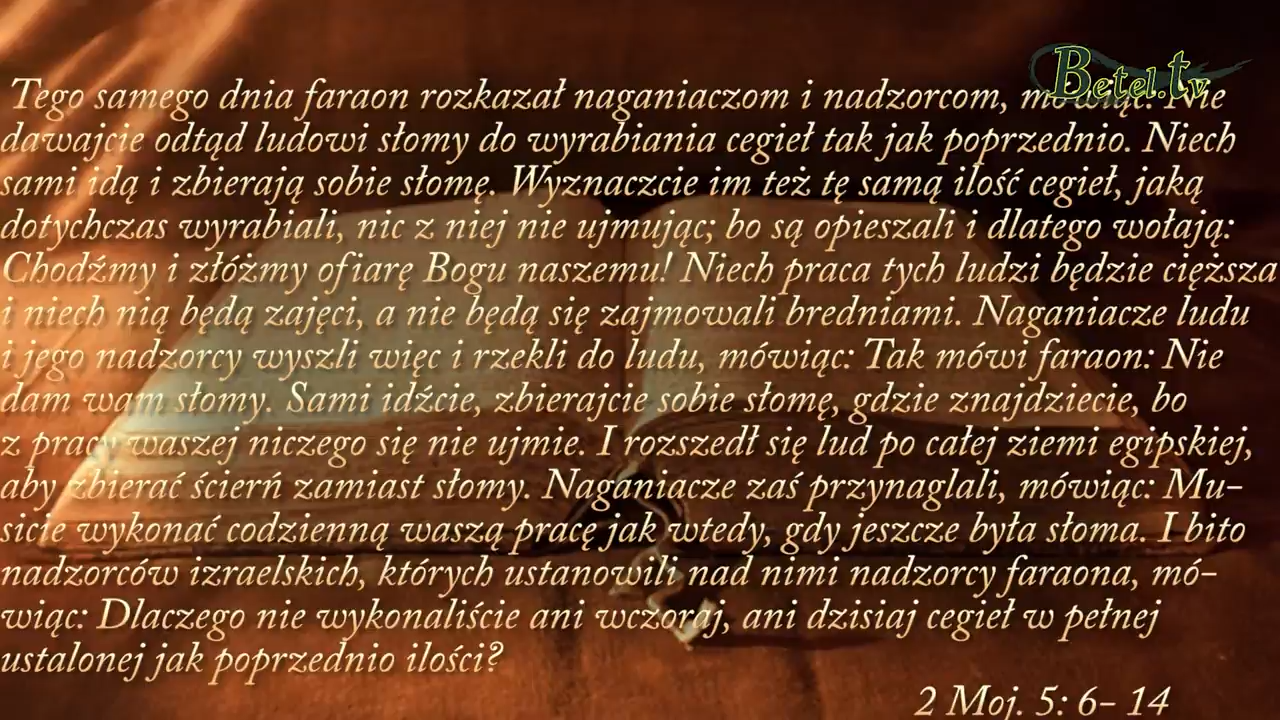 Betel.tv
Tego samego dnia faraon rozkazał naganiaczom i nadzorcom, mówiąc: Nie
dawajcie odtąd ludowi słomy do wyrabiania cegieł tak jak poprzednio. Niech
sami idą i zbierają sobie słomę. Wyznaczcie im też tę samą ilość cegieł, jaką
dotychczas wyrabiali, nic z niej nie ujmując; bo są opieszali i dlatego wołają:
Chodźmy i złóżmy ofiarę Bogu naszemu! Niech praca tych ludzi będzie cięższa
i niech nią będą zajęci, a nie będą się zajmowali bredniami. Naganiacze ludu
i jego nadzorcy wyszli więc i rzekli do ludu, mówiąc: Tak mówi faraon: Nie
dam wam słomy. Sami idźcie, zbierajcie sobie słomę, gdzie znajdziecie, bo
z pracy waszej niczego się nie ujmie. I rozszedł się lud po całej ziemi egipskiej,
aby zbierać ścierń zamiast słomy. Naganiacze zaś przynaglali, mówiąc: Mu-
sicie wykonać codzienną waszą pracę jak wtedy, gdy jeszcze była słoma. I bito
nadzorców izraelskich, których ustanowili nad nimi nadzorcy faraona, mó-
wiąc: Dlaczego nie wykonaliście ani wczoraj, ani dzisiaj cegieł w pełnej
ustalonej jak poprzednio ilości?
2 Moj. 5: 6- 14